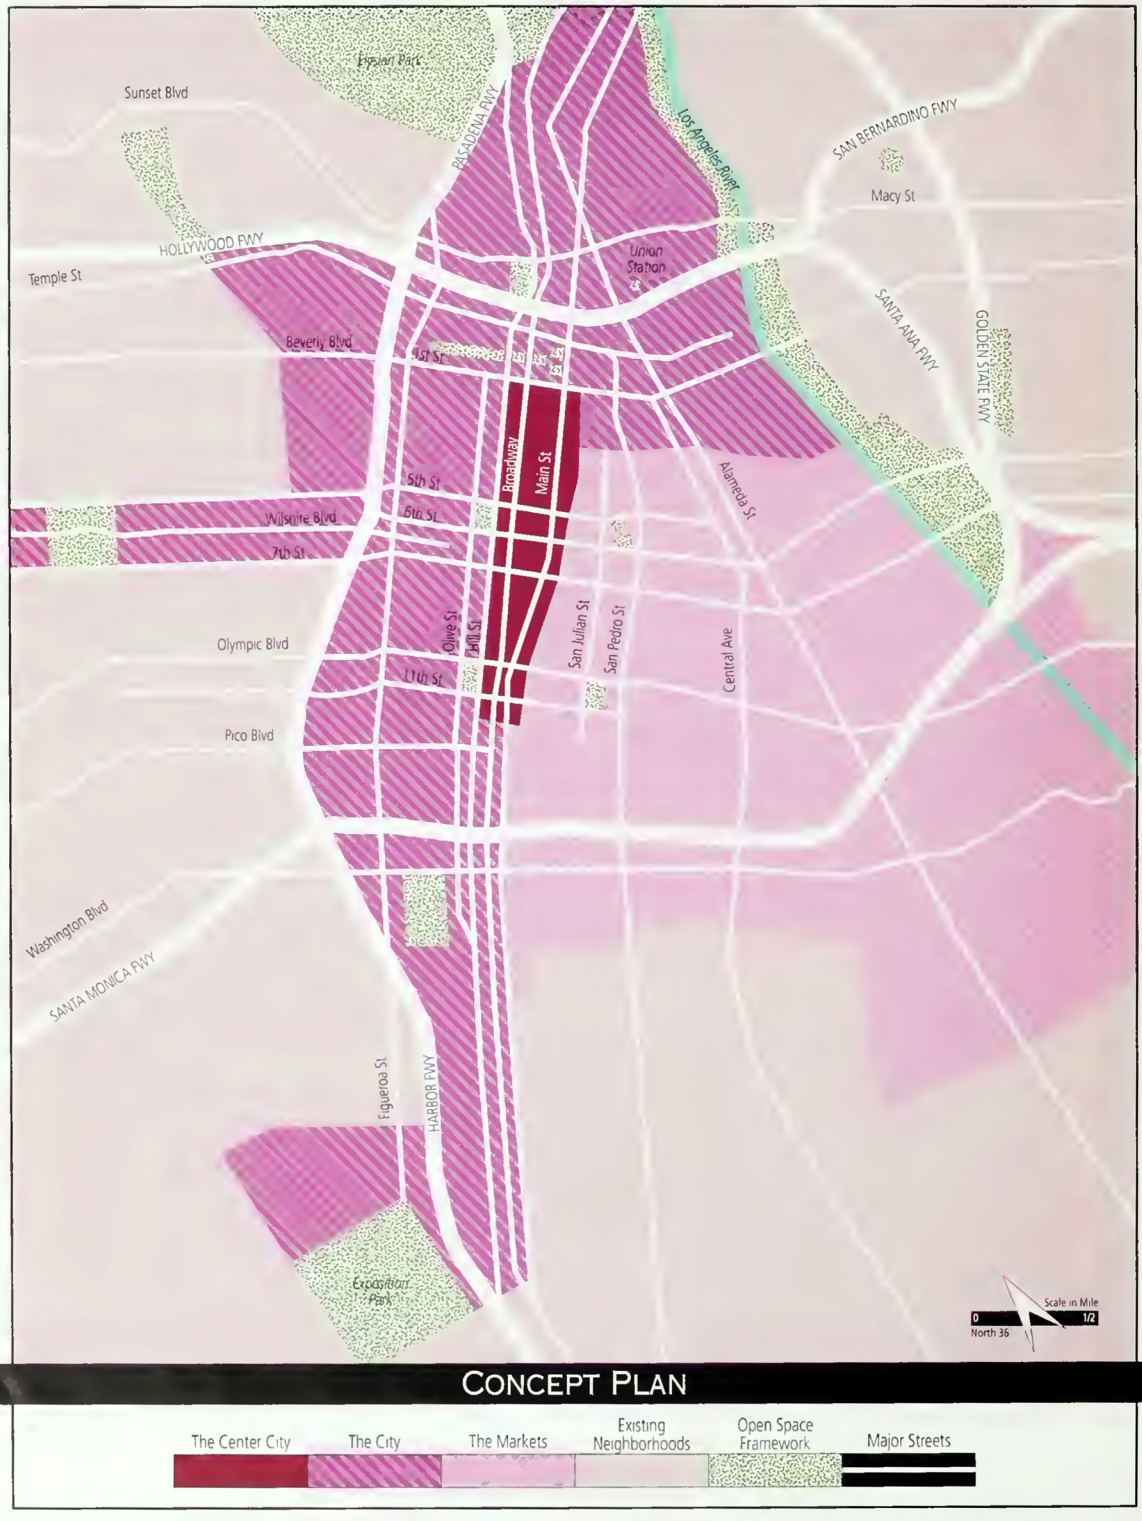 Elysian Park
Sunset Blvd
PASADENA FWY
Los Angeles River
SAN BERNARDINO FWY
Macy St
HOLLYWOOD FWY
Temple St
Union
Station
SANTA ANA FWY
GOLDEN STATE FWY
Beverly Blvd
1st St
Broadway
Main St
Alameda St
5th St
6th St
Wilshire Blvd
7th St
Olive St
Hill St
San Julian St
San Pedro St
Central Ave
Olympic Blvd
11th St
Pico Blvd
Washington Blvd
SANTA MONICA FWY
Figueroa St
HARBOR FWY
Exposition
Park
Scale in Mile
0 1/2
North 36
CONCEPT PLAN
The Center City
The City
The Markets
Existing
Neighborhoods
Open Space
Framework
Major Streets